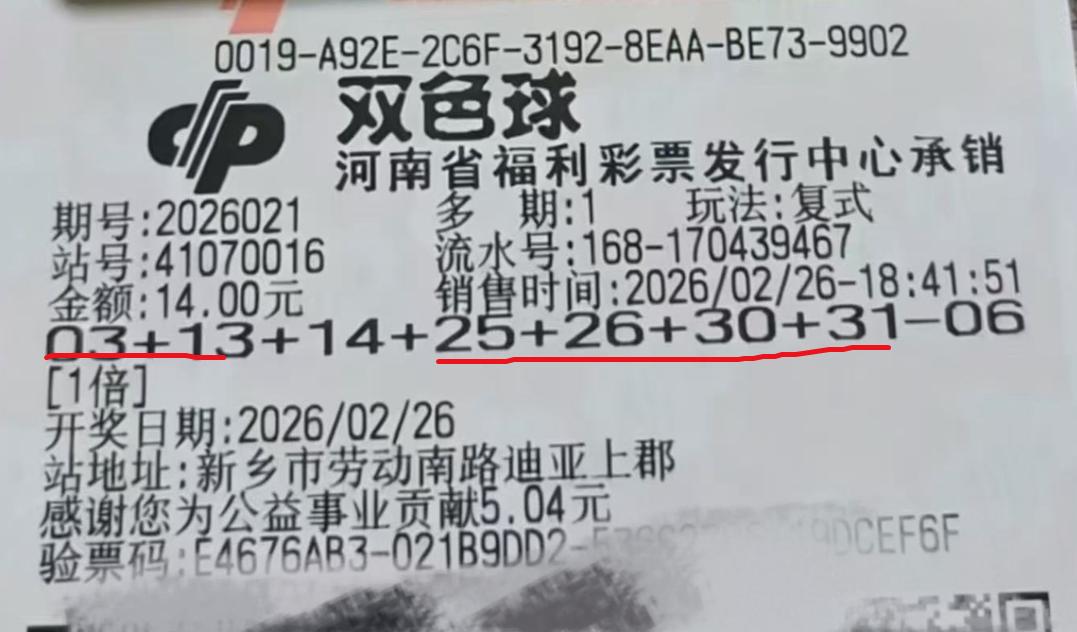 0019-A92E-2C6F-3192-8EAA-BE73-9902
双色球
河南省福利彩票发行中心承销
期号:2026021 多 期:1 玩法:复式
站号:41070016 流水号:168-170439467
金额:14.00元 销售时间:2026/02/26-18:41:51
03+13+14+25+26+30+31-06
[1倍]
开奖日期:2026/02/26
站地址:新乡市劳动南路迪亚上郡
感谢您为公益事业贡献5.04元
验票码:E4676AB3-021B9DD2-